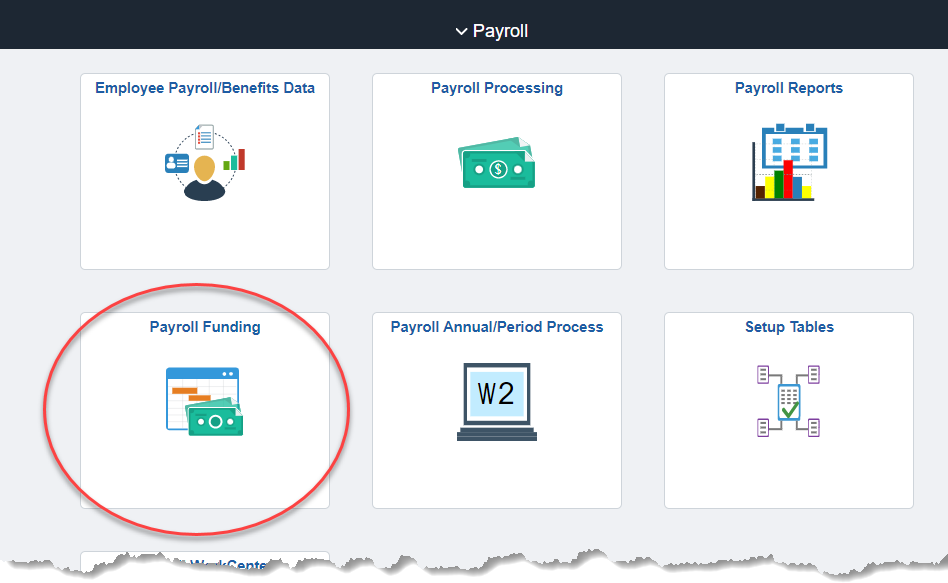 Payroll
Employee Payroll/Benefits Data
Payroll Processing
Payroll Reports
$
Payroll Funding
Payroll Annual/Period Process
Setup Tables
W2